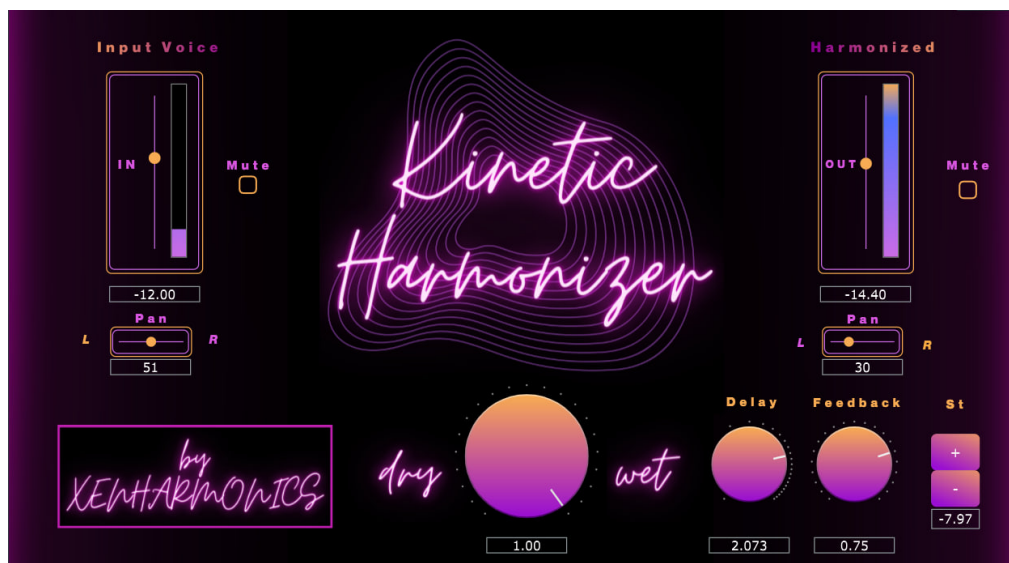 Input Voice
Harmonized
Kinetic
Harmonizer
IN
Mute
OUT
Mute
-12.00
-14.40
Pan
L
R
51
Pan
L
R
30
by
XENHARMONICS
dry
wet
1.00
Delay
2.073
Feedback
0.75
St
+
-
-7.97